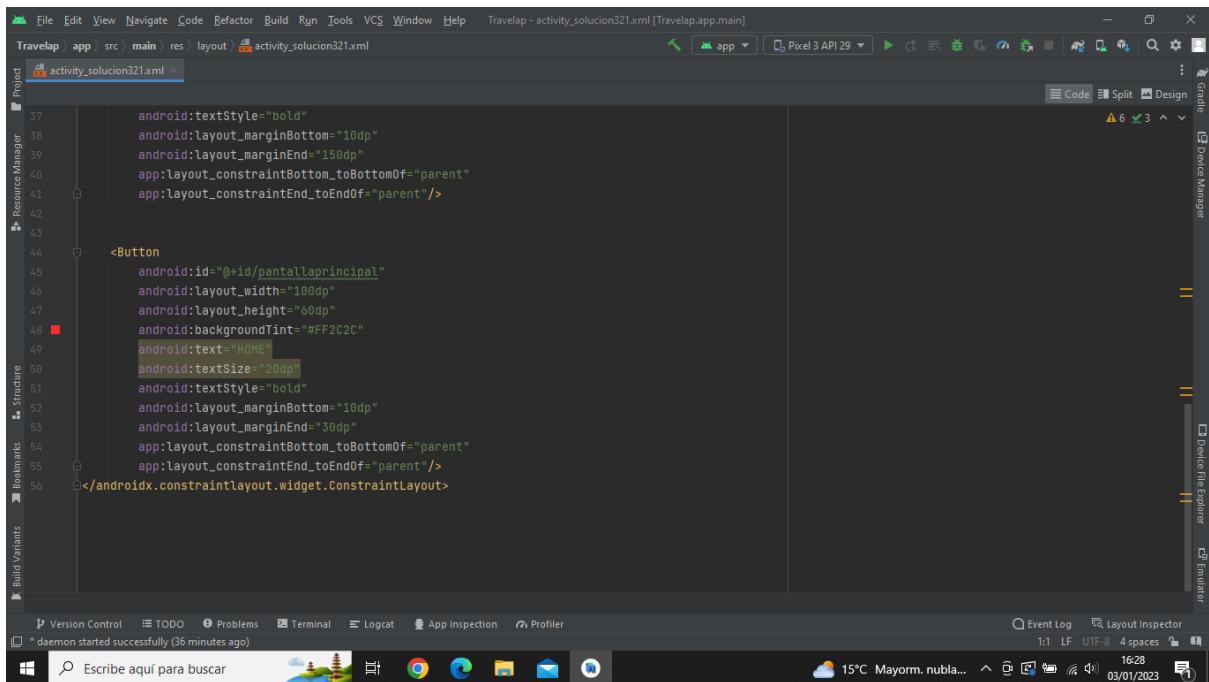 File Edit View Navigate Code Refactor Build Run Tools VCS Window Help Travelap - activity_solucion321.xml [Travelap.app.main]
Travelap app src main res layout activity_solucion321.xml app Pixel 3 API 29
activity_solucion321.xml
Code Split Design
6 3
37 android:textStyle="bold"
38 android:layout_marginBottom="10dp"
39 android:layout_marginEnd="150dp"
40 app:layout_constraintBottom_toBottomOf="parent"
41 app:layout_constraintEnd_toEndOf="parent"/>
42
43
44 <Button
45 android:id="@+id/pantallaprincipal"
46 android:layout_width="100dp"
47 android:layout_height="60dp"
48 android:backgroundTint="#FF2C2C"
49 android:text="HOME"
50 android:textSize="20dp"
51 android:textStyle="bold"
52 android:layout_marginBottom="10dp"
53 android:layout_marginEnd="30dp"
54 app:layout_constraintBottom_toBottomOf="parent"
55 app:layout_constraintEnd_toEndOf="parent"/>
56 </androidx.constraintlayout.widget.ConstraintLayout>
Project
Resource Manager
Structure
Bookmarks
Build Variants
Gradle
Device Manager
Device File Explorer
Emulator
Version Control TODO Problems Terminal Logcat App Inspection Profiler Event Log Layout Inspector
* daemon started successfully (36 minutes ago) 1:1 LF UTF-8 4 spaces
Escribe aquí para buscar 15°C Mayorm. nubla... 16:28
03/01/2023
1